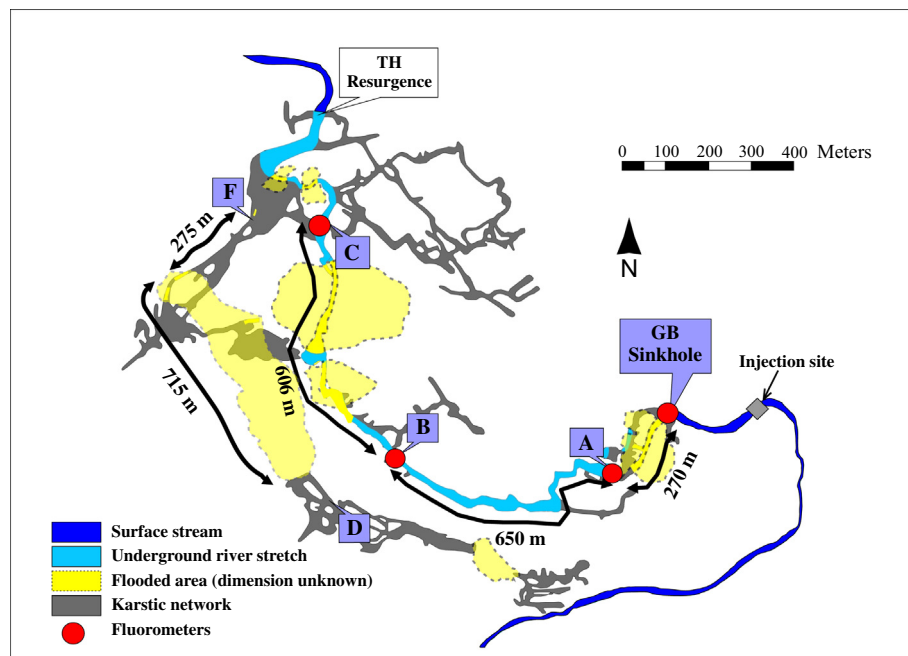 TH
Resurgence
0 100 200 300 400 Meters
F
275 m
C
N
GB
Sinkhole
Injection site
715 m
606 m
B
A
270 m
D
650 m
Surface stream
Underground river stretch
Flooded area (dimension unknown)
Karstic network
Fluorometers